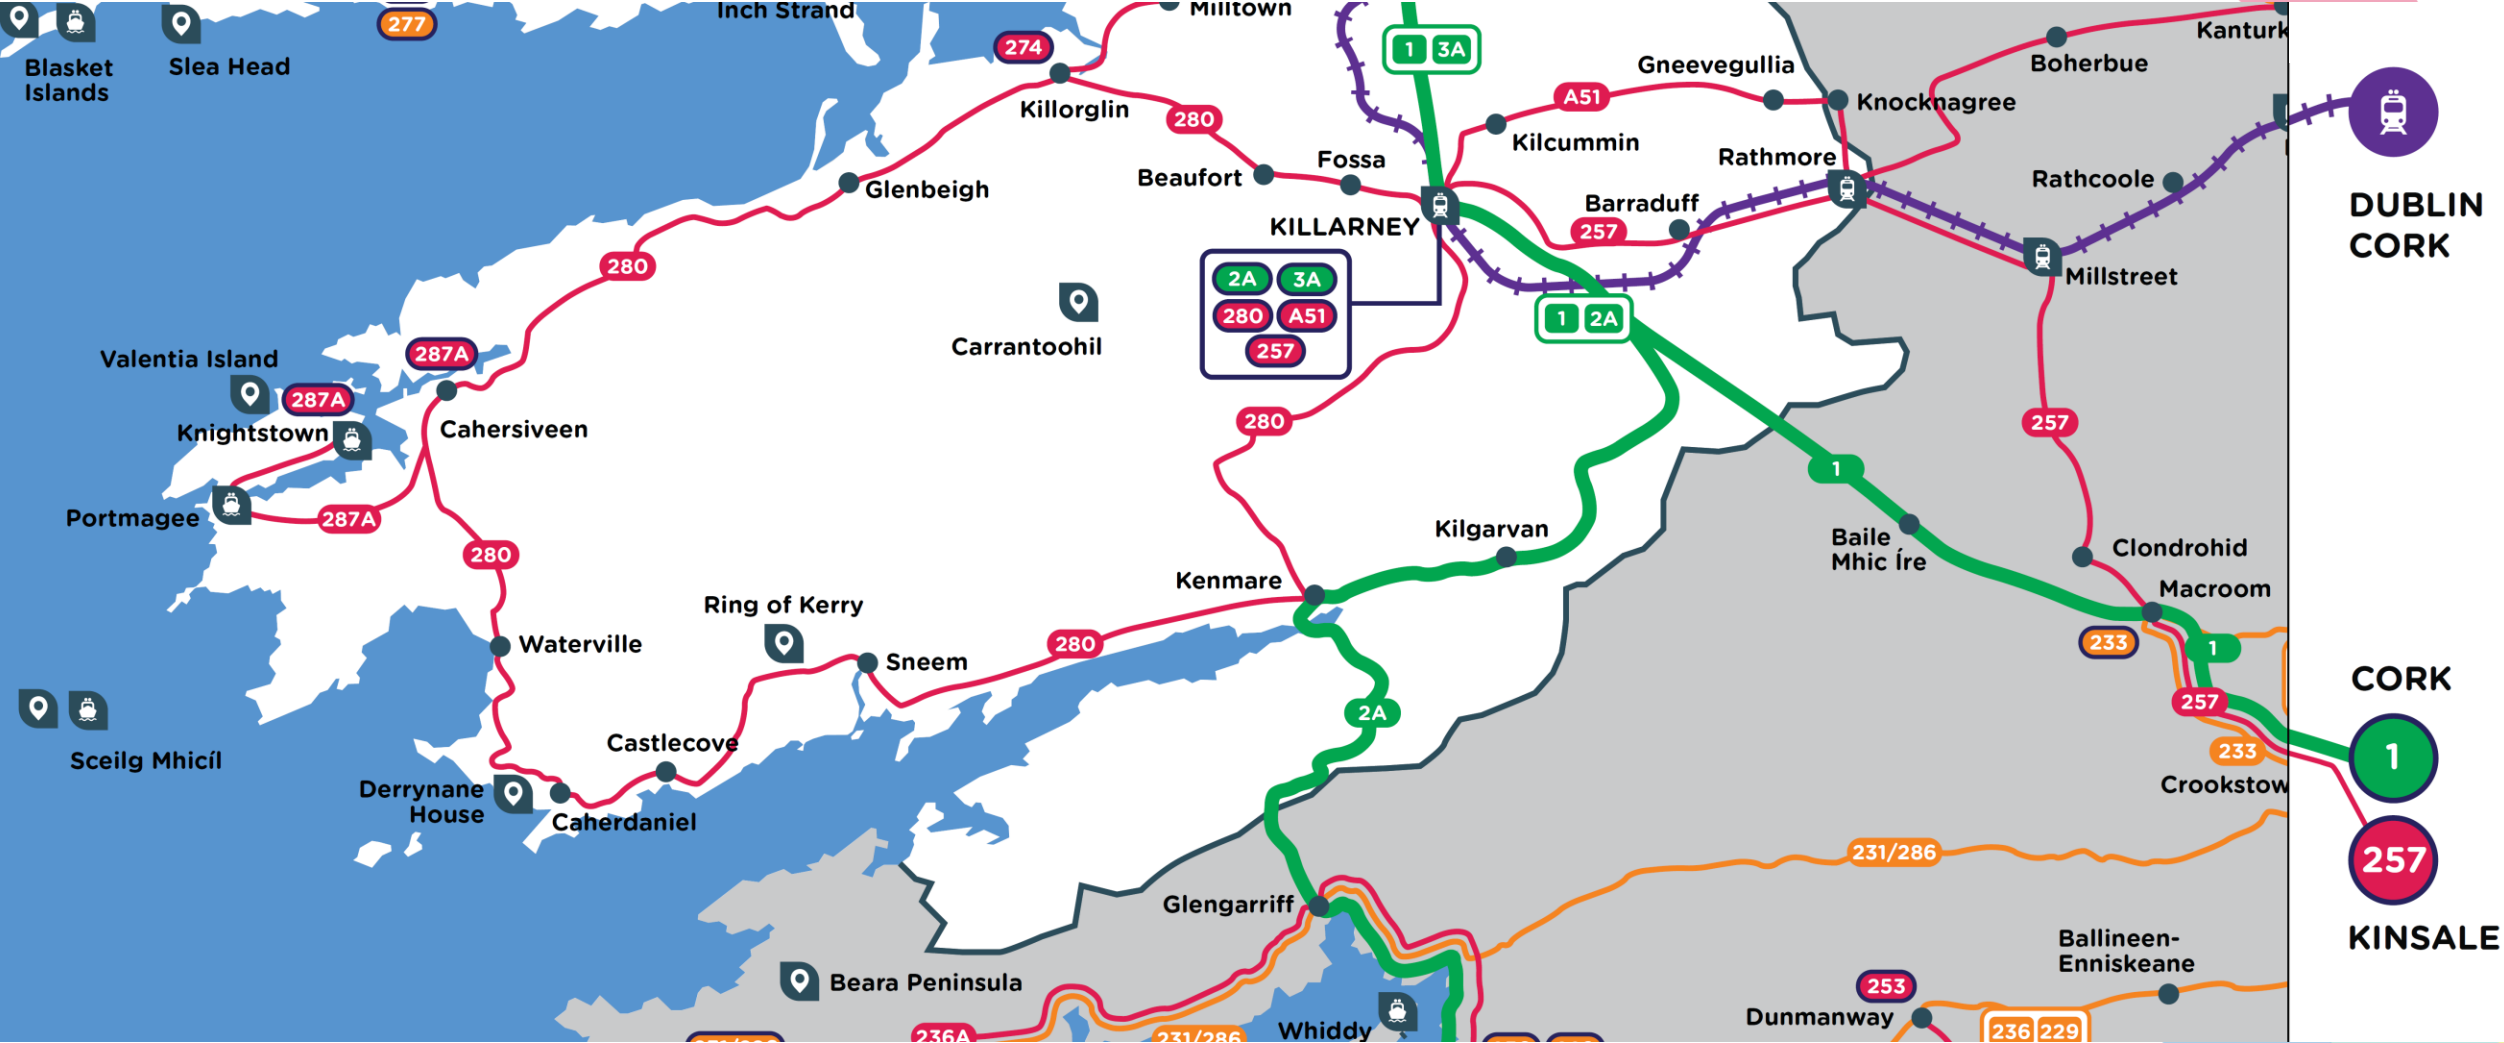 Inch Strand
Milltown
277
Blasket
Islands
Slea Head
274
Killorglin
280
1 3A
Gneevegullia
A51
Knocknagree
Kanturk
Boherbue
Kilcummin
Rathmore
Rathcoole
Beaufort
Fossa
Glenbeigh
KILLARNEY
Barraduff
257
Millstreet
DUBLIN
CORK
280
2A 3A
280 A51
257
Carrantoohil
1 2A
Valentia Island
287A
287A
Knightstown
Cahersiveen
280
257
1
Portmagee
287A
280
Kilgarvan
Baile
Mhic Íre
Clondrohid
Kenmare
Macroom
Ring of Kerry
Waterville
280
Sneem
233
1
CORK
257
2A
Sceilg Mhicíl
Castlecove
233
1
Derrynane
House
Caherdaniel
Crookstow
231/286
257
Glengarriff
KINSALE
Ballineen-
Enniskeane
Beara Peninsula
253
Dunmanway
Whiddy
236A
231/286
236 229